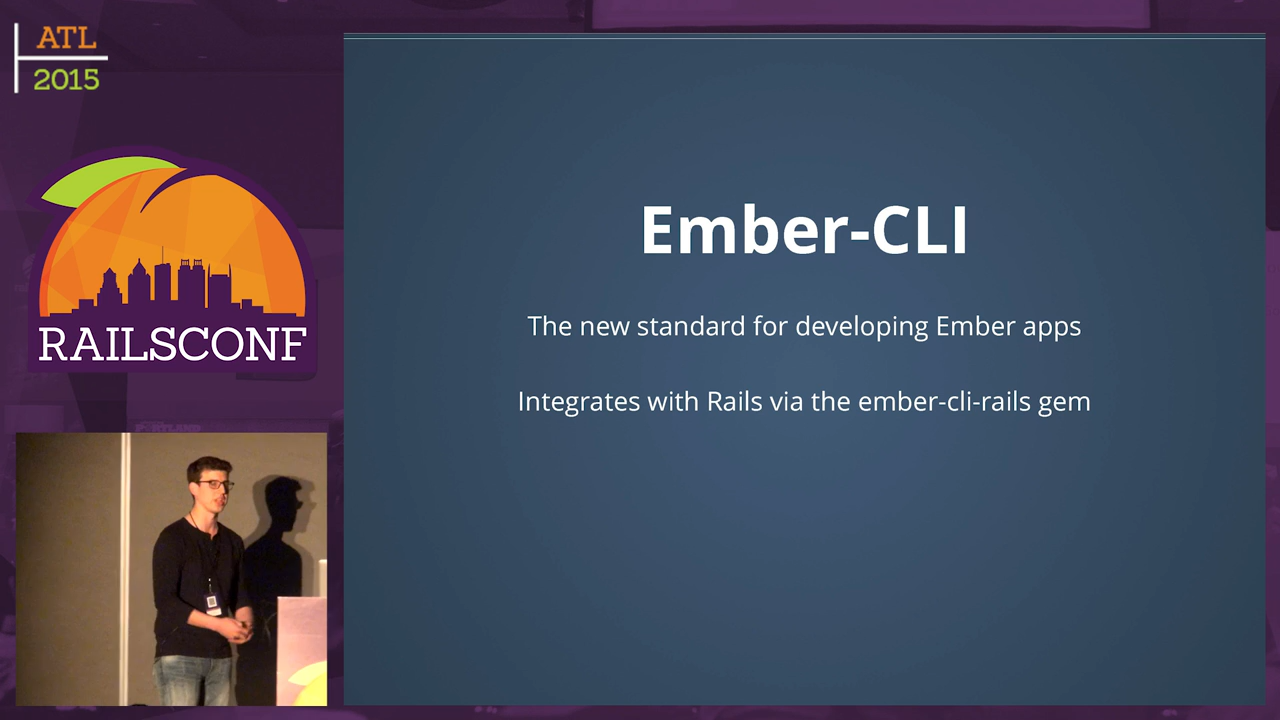 ATL
2015
RAILSCONF
Ember-CLI
The new standard for developing Ember apps
Integrates with Rails via the ember-cli-rails gem